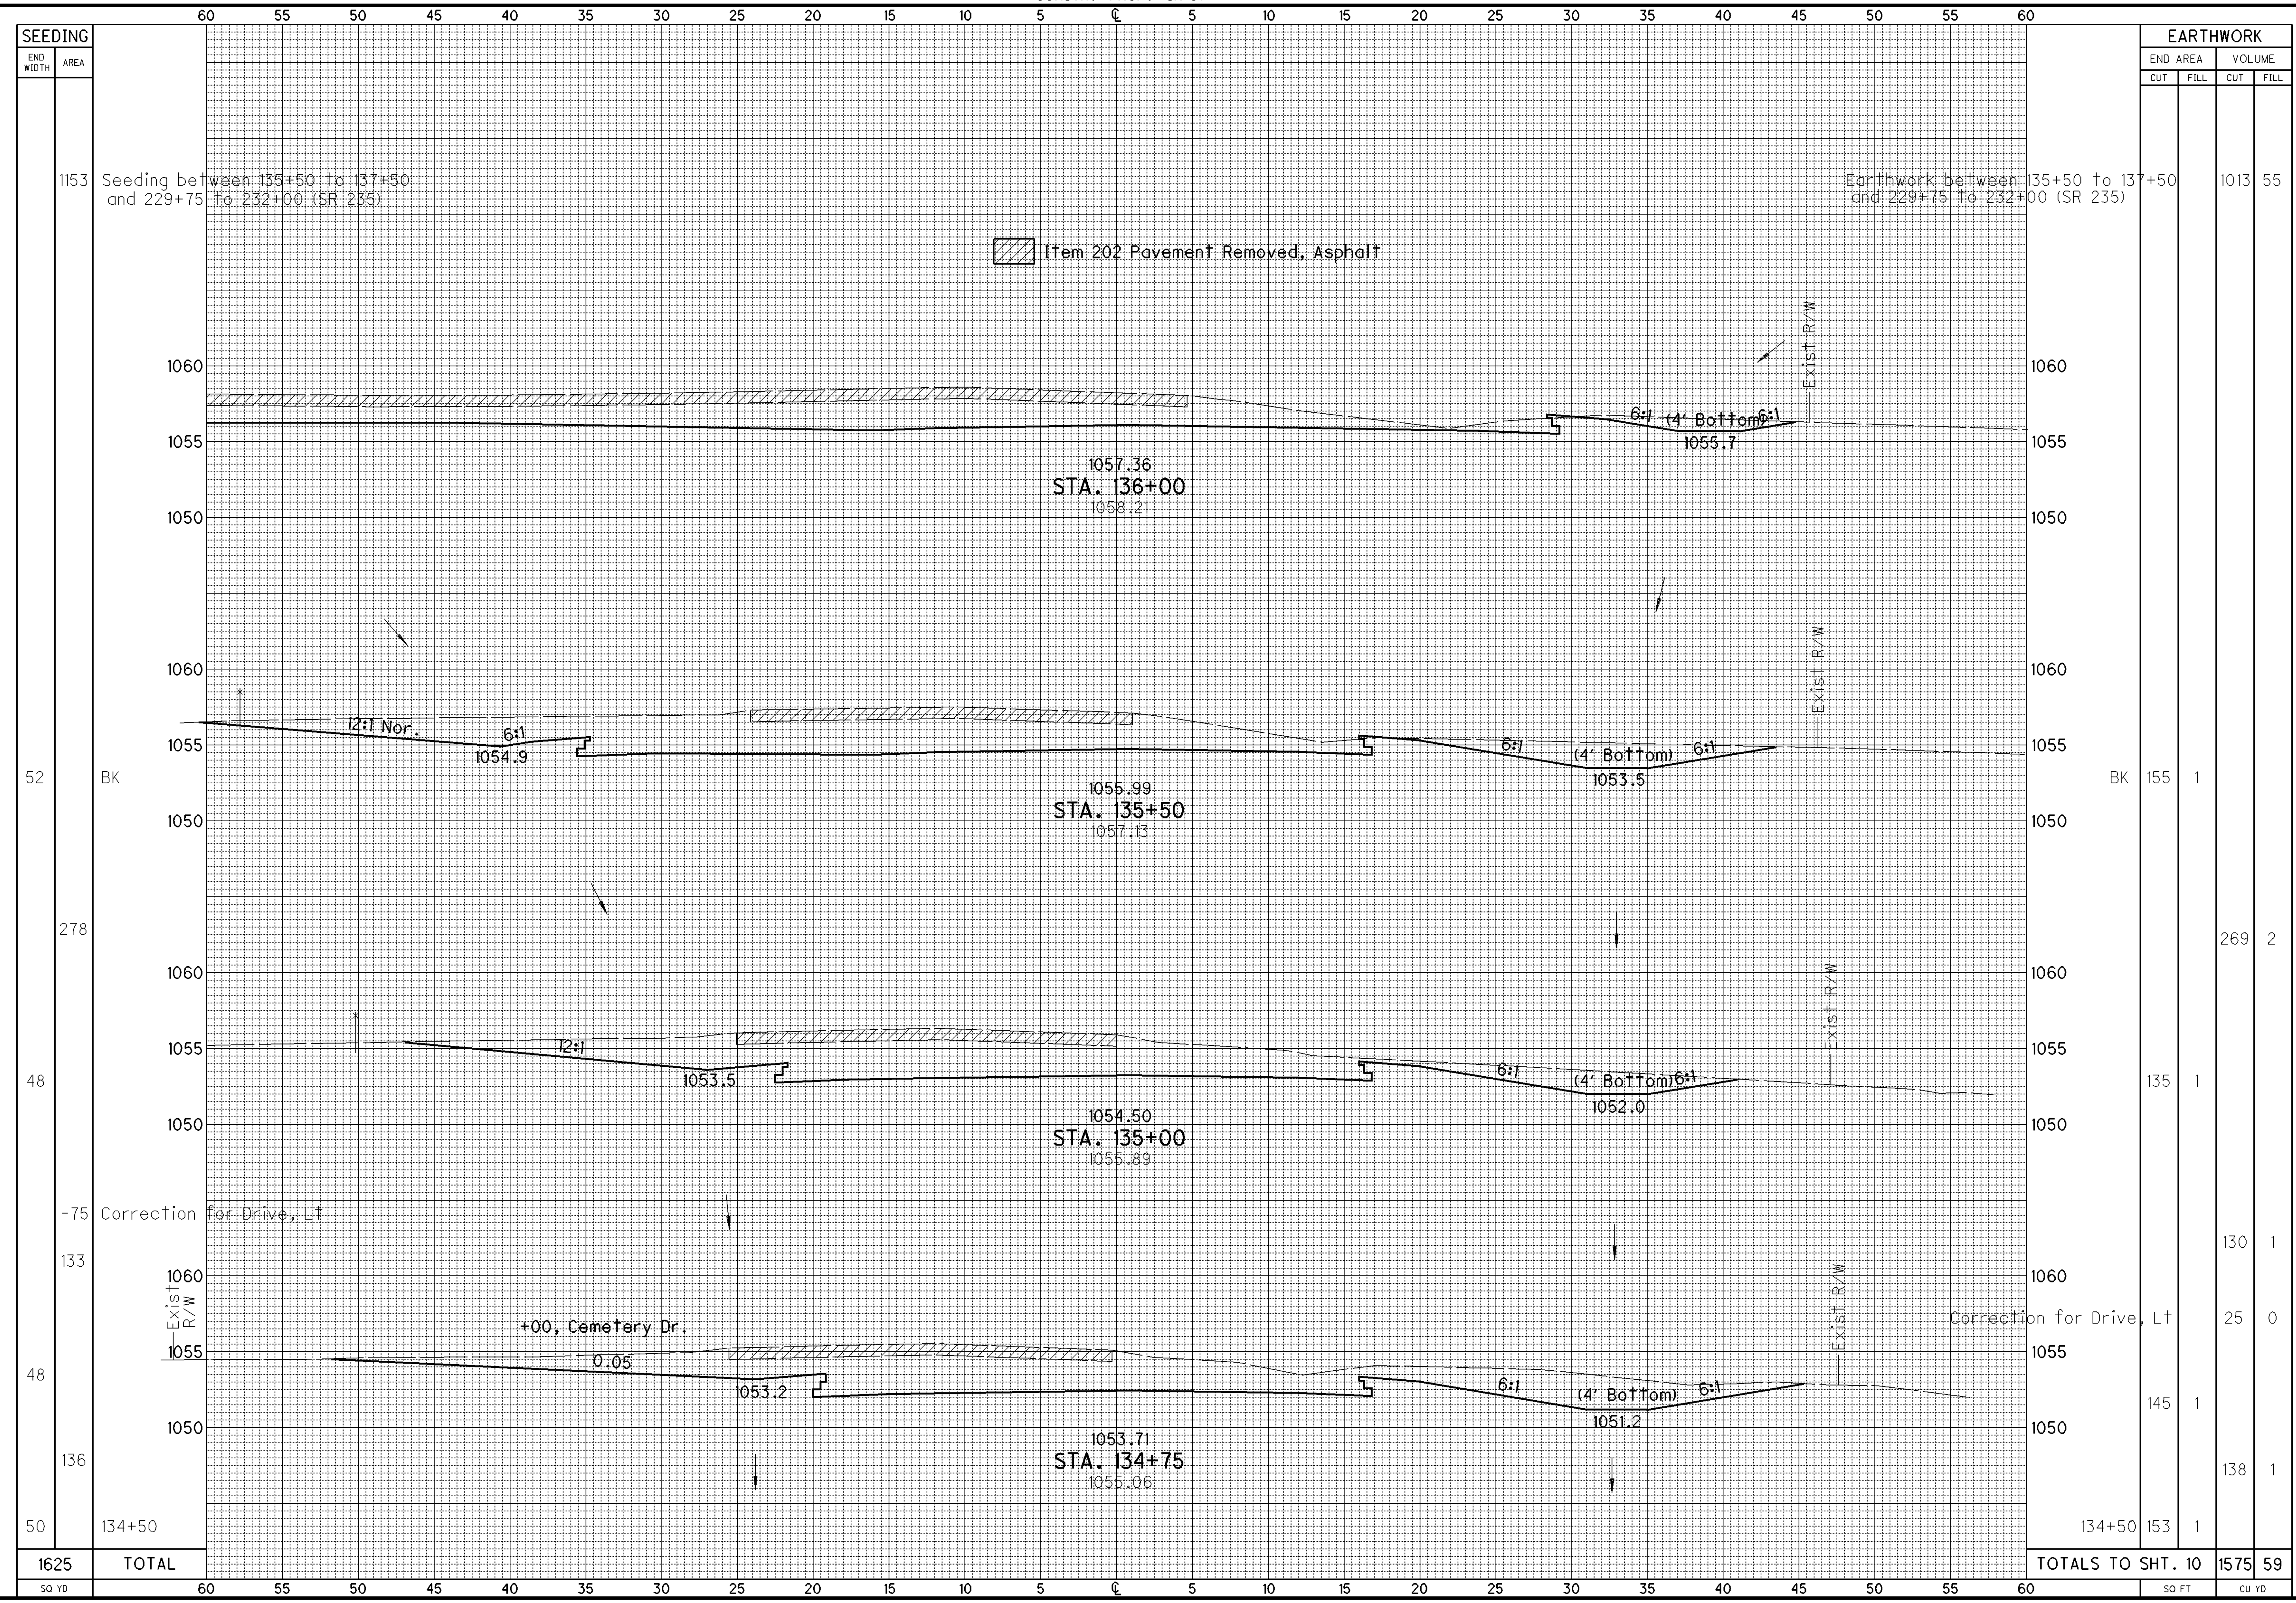 60 55 50 45 40 35 30 25 20 15 10 5 ℄ 5 10 15 20 25 30 35 40 45 50 55 60
SEEDING
END WIDTH AREA
EARTHWORK
END AREA VOLUME
CUT FILL CUT FILL
1153 Seeding between 135+50 to 137+50
and 229+75 to 232+00 (SR 235)
Earthwork between 135+50 to 137+50 1013 55
and 229+75 to 232+00 (SR 235)
Item 202 Pavement Removed, Asphalt
Exist R/W
1060 1060
6:1 (4' Bottom) 6:1
1055 1055.7 1055
1057.36
STA. 136+00
1058.21
1050 1050
Exist R/W
1060 1060
12:1 Nor. 6:1
6:1 (4' Bottom) 6:1
1055 1055
1054.9 1053.5
52 BK BK 155 1
1055.99
STA. 135+50
1057.13
1050 1050
278 269 2
Exist R/W
1060 1060
12:1
1055 1055
6:1 (4' Bottom) 6:1
48 1053.5 135 1
1052.0
1054.50
STA. 135+00
1055.89
1050 1050
-75 Correction for Drive, Lt
130 1
133
1060 1060
Exist R/W
Exist R/W
+00, Cemetery Dr.
Correction for Drive, Lt 25 0
1055 0.05 1055
48 1053.2
6:1 (4' Bottom) 6:1
145 1
1051.2
1050 1050
1053.71
STA. 134+75
1055.06
136 138 1
50 134+50 134+50 153 1
1625 TOTAL TOTALS TO SHT. 10 1575 59
SQ YD SQ FT CU YD
60 55 50 45 40 35 30 25 20 15 10 5 ℄ 5 10 15 20 25 30 35 40 45 50 55 60